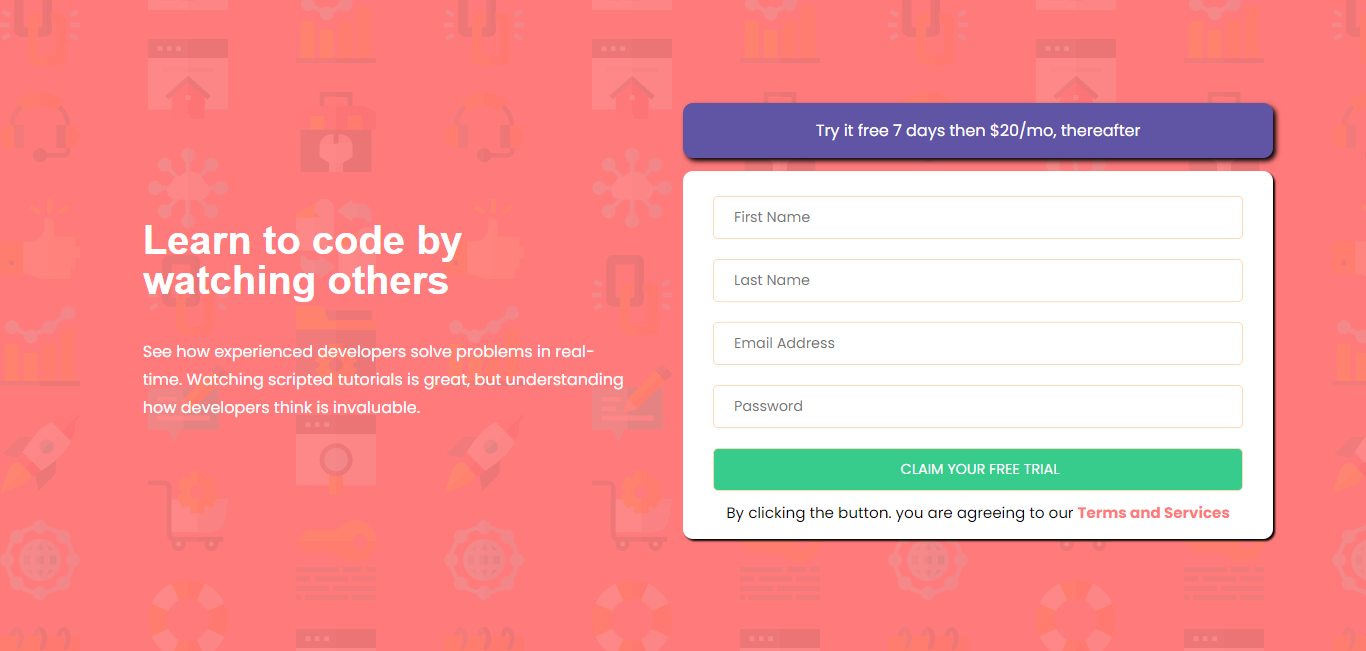 Learn to code by
watching others
See how experienced developers solve problems in real-
time. Watching scripted tutorials is great, but understanding
how developers think is invaluable.
Try it free 7 days then $20/mo, thereafter
First Name
Last Name
Email Address
Password
CLAIM YOUR FREE TRIAL
By clicking the button. you are agreeing to our Terms and Services